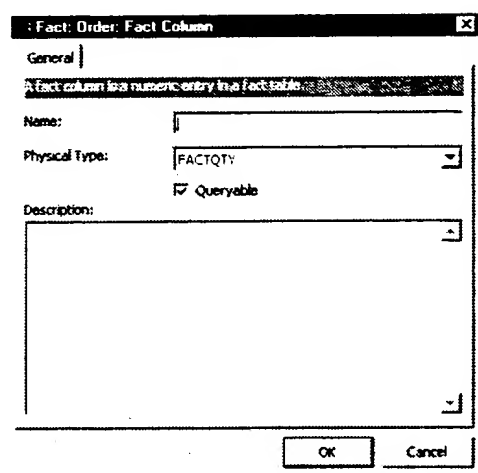 : Fact: Order: Fact Column
General
A fact column is a numeric entry in a fact table.
Name:
Physical Type:
FACTQTY
Queryable
Description:
OK
Cancel